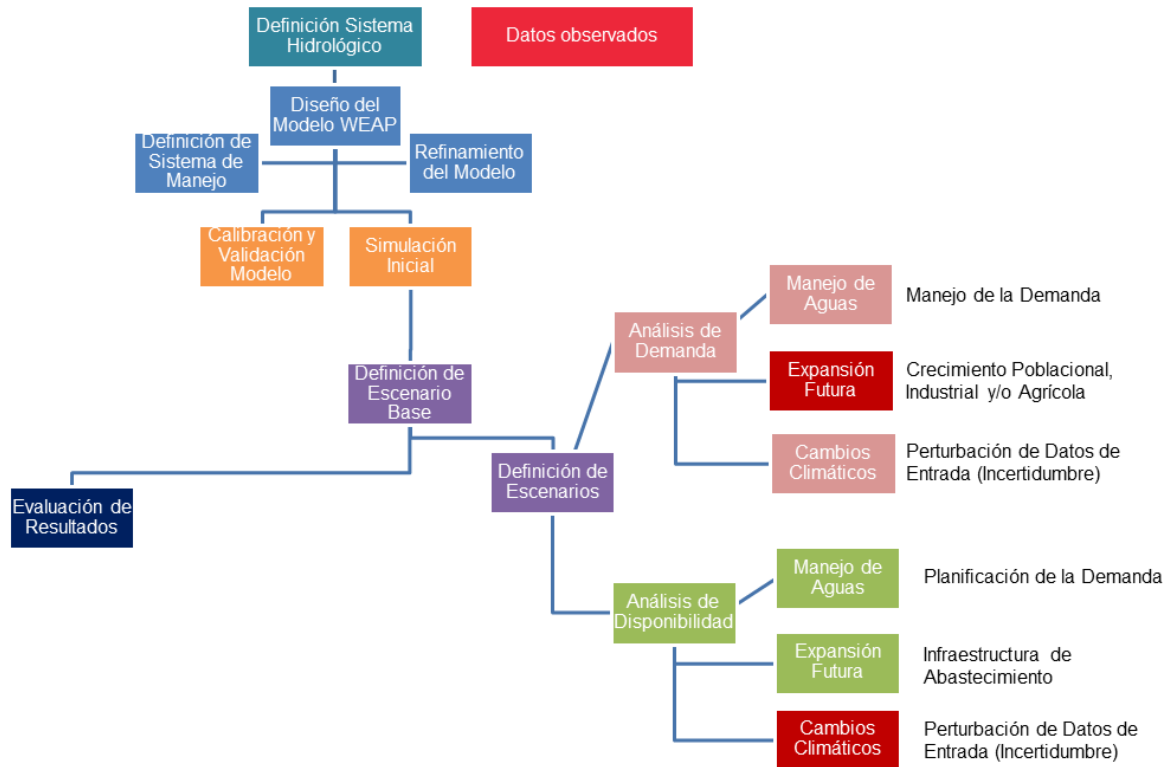 Definición Sistema
Hidrológico
Datos observados
Diseño del
Modelo WEAP
Definición de
Sistema de
Manejo
Refinamiento
del Modelo
Calibración y
Validación
Modelo
Simulación
Inicial
Definición de
Escenario
Base
Definición de
Escenarios
Evaluación de
Resultados
Análisis de
Demanda
Manejo de
Aguas
Manejo de la Demanda
Expansión
Futura
Crecimiento Poblacional,
Industrial y/o Agrícola
Cambios
Climáticos
Perturbación de Datos de
Entrada (Incertidumbre)
Análisis de
Disponibilidad
Manejo de
Aguas
Planificación de la Demanda
Expansión
Futura
Infraestructura de
Abastecimiento
Cambios
Climáticos
Perturbación de Datos de
Entrada (Incertidumbre)